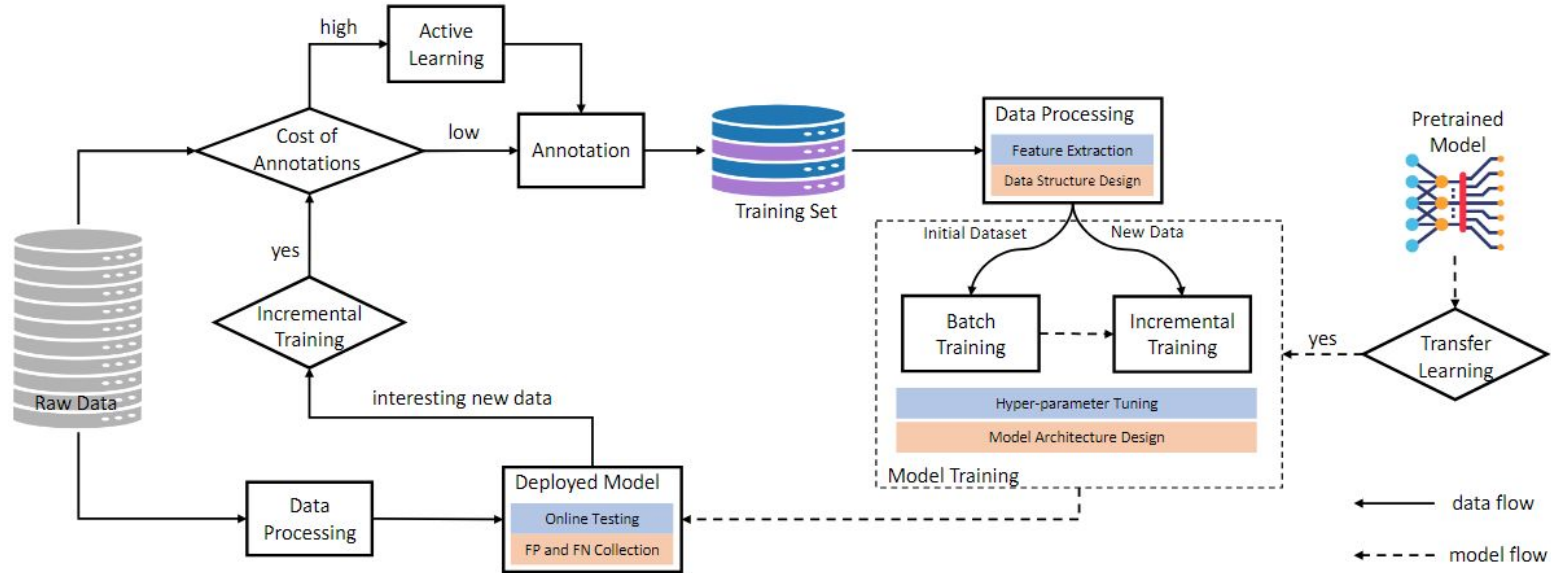 high
Active
Learning
Cost of
Annotations
low
Annotation
Training Set
Data Processing
Feature Extraction
Data Structure Design
Pretrained
Model
Initial Dataset
New Data
Batch
Training
Incremental
Training
Hyper-parameter Tuning
Model Architecture Design
Model Training
yes
Transfer
Learning
yes
Incremental
Training
Raw Data
interesting new data
Data
Processing
Deployed Model
Online Testing
FP and FN Collection
data flow
model flow